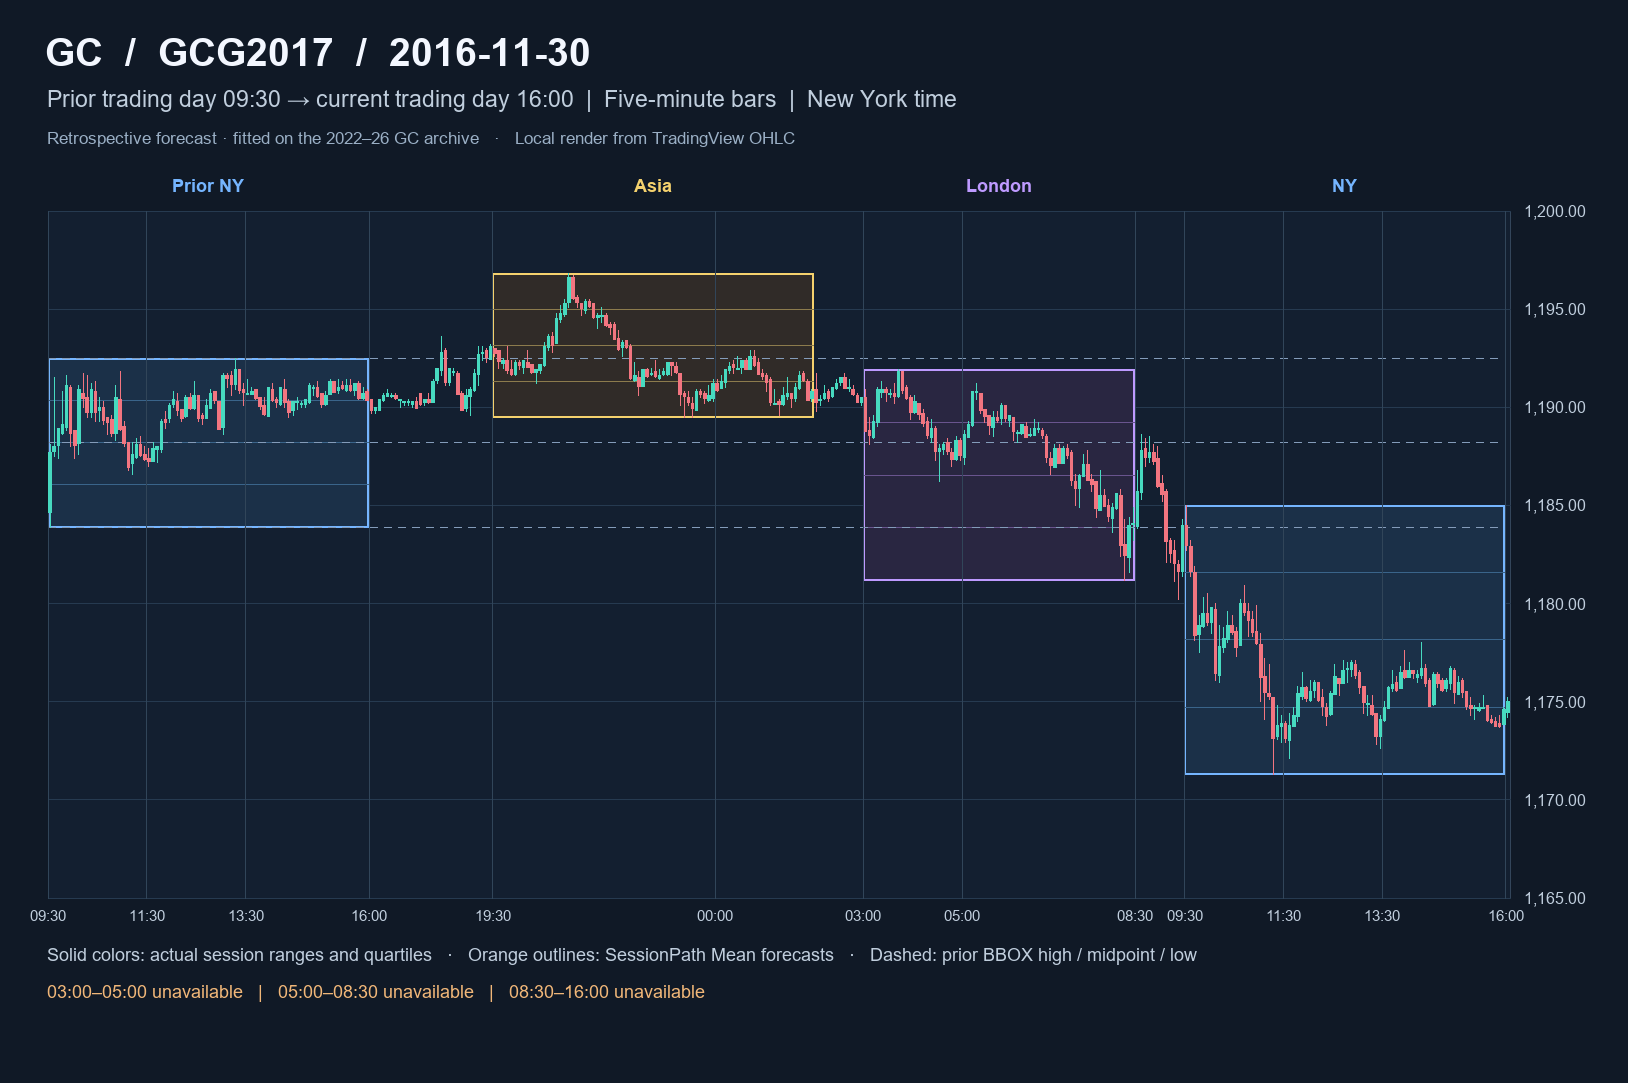 GC / GCG2017 / 2016-11-30
Prior trading day 09:30 → current trading day 16:00 | Five-minute bars | New York time
Retrospective forecast · fitted on the 2022–26 GC archive · Local render from TradingView OHLC
Prior NY Asia London NY
1,200.00
1,195.00
1,190.00
1,185.00
1,180.00
1,175.00
1,170.00
1,165.00
09:30 11:30 13:30 16:00 19:30 00:00 03:00 05:00 08:30 09:30 11:30 13:30 16:00
Solid colors: actual session ranges and quartiles · Orange outlines: SessionPath Mean forecasts · Dashed: prior BBOX high / midpoint / low
03:00–05:00 unavailable | 05:00–08:30 unavailable | 08:30–16:00 unavailable